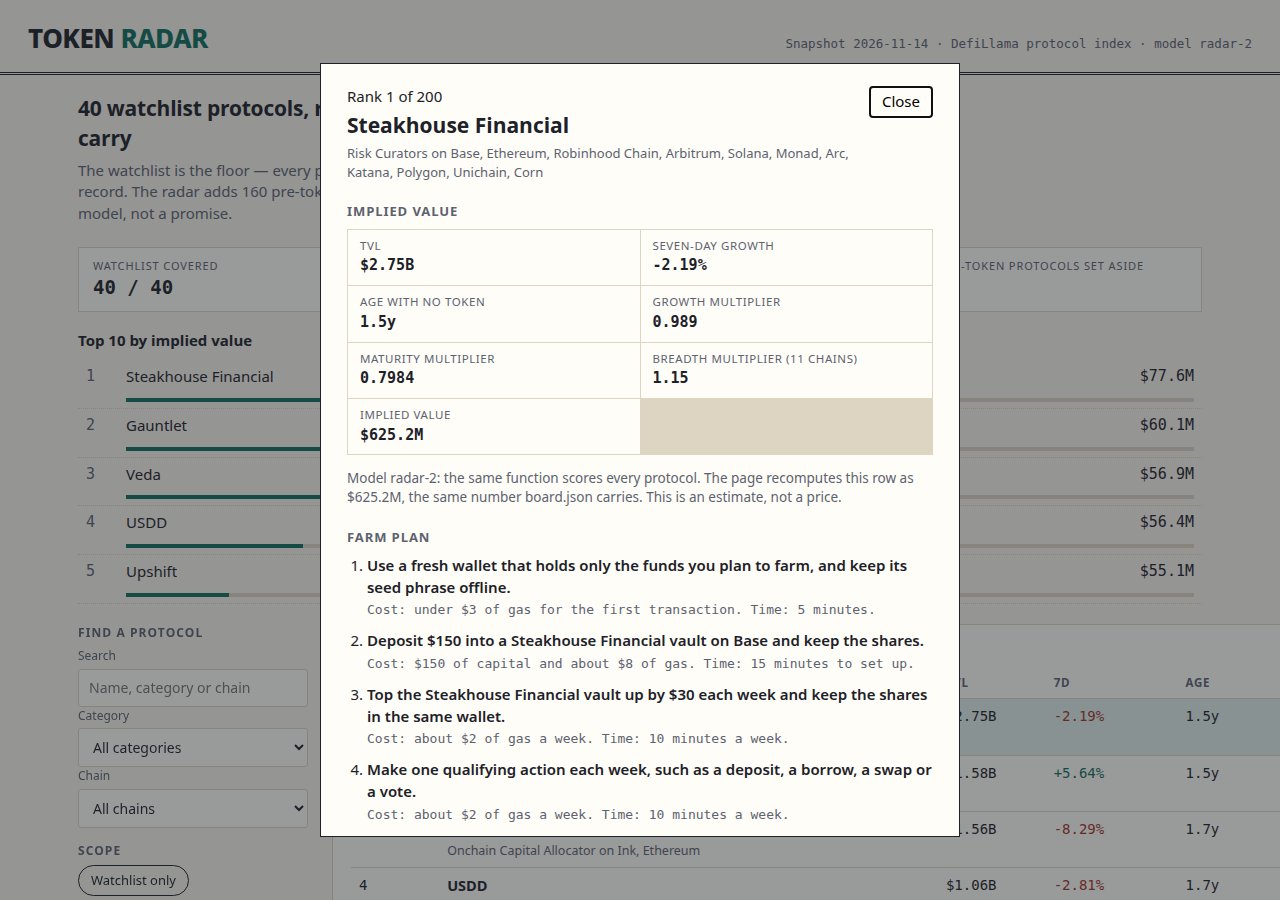 TOKEN RADAR
Snapshot 2026-11-14 · DefiLlama protocol index · model radar-2
40 watchlist protocols,
carry
The watchlist is the floor — every
record. The radar adds 160
model, not a promise.
WATCHLIST COVERED
40 / 40
-TOKEN PROTOCOLS SET ASIDE
Top 10 by implied value
1 Steakhouse Financial
$77.6M
2 Gauntlet
$60.1M
3 Veda
$56.9M
4 USDD
$56.4M
5 Upshift
$55.1M
FIND A PROTOCOL
Search
Name, category or chain
Category
All categories
Chain
All chains
SCOPE
Watchlist only
Rank 1 of 200
Close
Steakhouse Financial
Risk Curators on Base, Ethereum, Robinhood Chain, Arbitrum, Solana, Monad, Arc,
Katana, Polygon, Unichain, Corn
IMPLIED VALUE
TVL
$2.75B
SEVEN-DAY GROWTH
-2.19%
AGE WITH NO TOKEN
1.5y
GROWTH MULTIPLIER
0.989
MATURITY MULTIPLIER
0.7984
BREADTH MULTIPLIER (11 CHAINS)
1.15
IMPLIED VALUE
$625.2M
Model radar-2: the same function scores every protocol. The page recomputes this row as
$625.2M, the same number board.json carries. This is an estimate, not a price.
FARM PLAN
1. Use a fresh wallet that holds only the funds you plan to farm, and keep its
seed phrase offline.
Cost: under $3 of gas for the first transaction. Time: 5 minutes.
2. Deposit $150 into a Steakhouse Financial vault on Base and keep the shares.
Cost: $150 of capital and about $8 of gas. Time: 15 minutes to set up.
3. Top the Steakhouse Financial vault up by $30 each week and keep the shares
in the same wallet.
Cost: about $2 of gas a week. Time: 10 minutes a week.
4. Make one qualifying action each week, such as a deposit, a borrow, a swap or
a vote.
Cost: about $2 of gas a week. Time: 10 minutes a week.
7D AGE
2.75B -2.19% 1.5y
.58B +5.64% 1.5y
.56B -8.29% 1.7y
Onchain Capital Allocator on Ink, Ethereum
4 USDD $1.06B -2.81% 1.7y